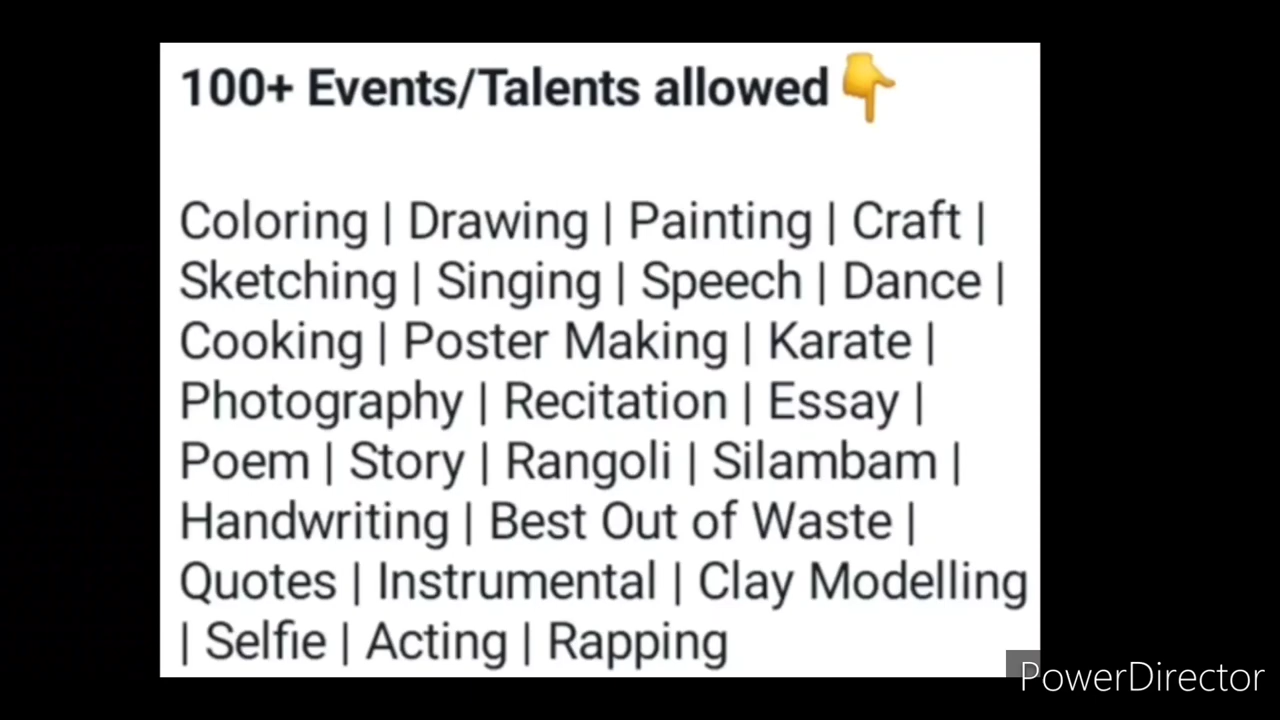 100+ Events/Talents allowed👇
Coloring | Drawing | Painting | Craft |
Sketching | Singing | Speech | Dance |
Cooking | Poster Making | Karate |
Photography | Recitation | Essay |
Poem | Story | Rangoli | Silambam |
Handwriting | Best Out of Waste |
Quotes | Instrumental | Clay Modelling
| Selfie | Acting | Rapping
PowerDirector